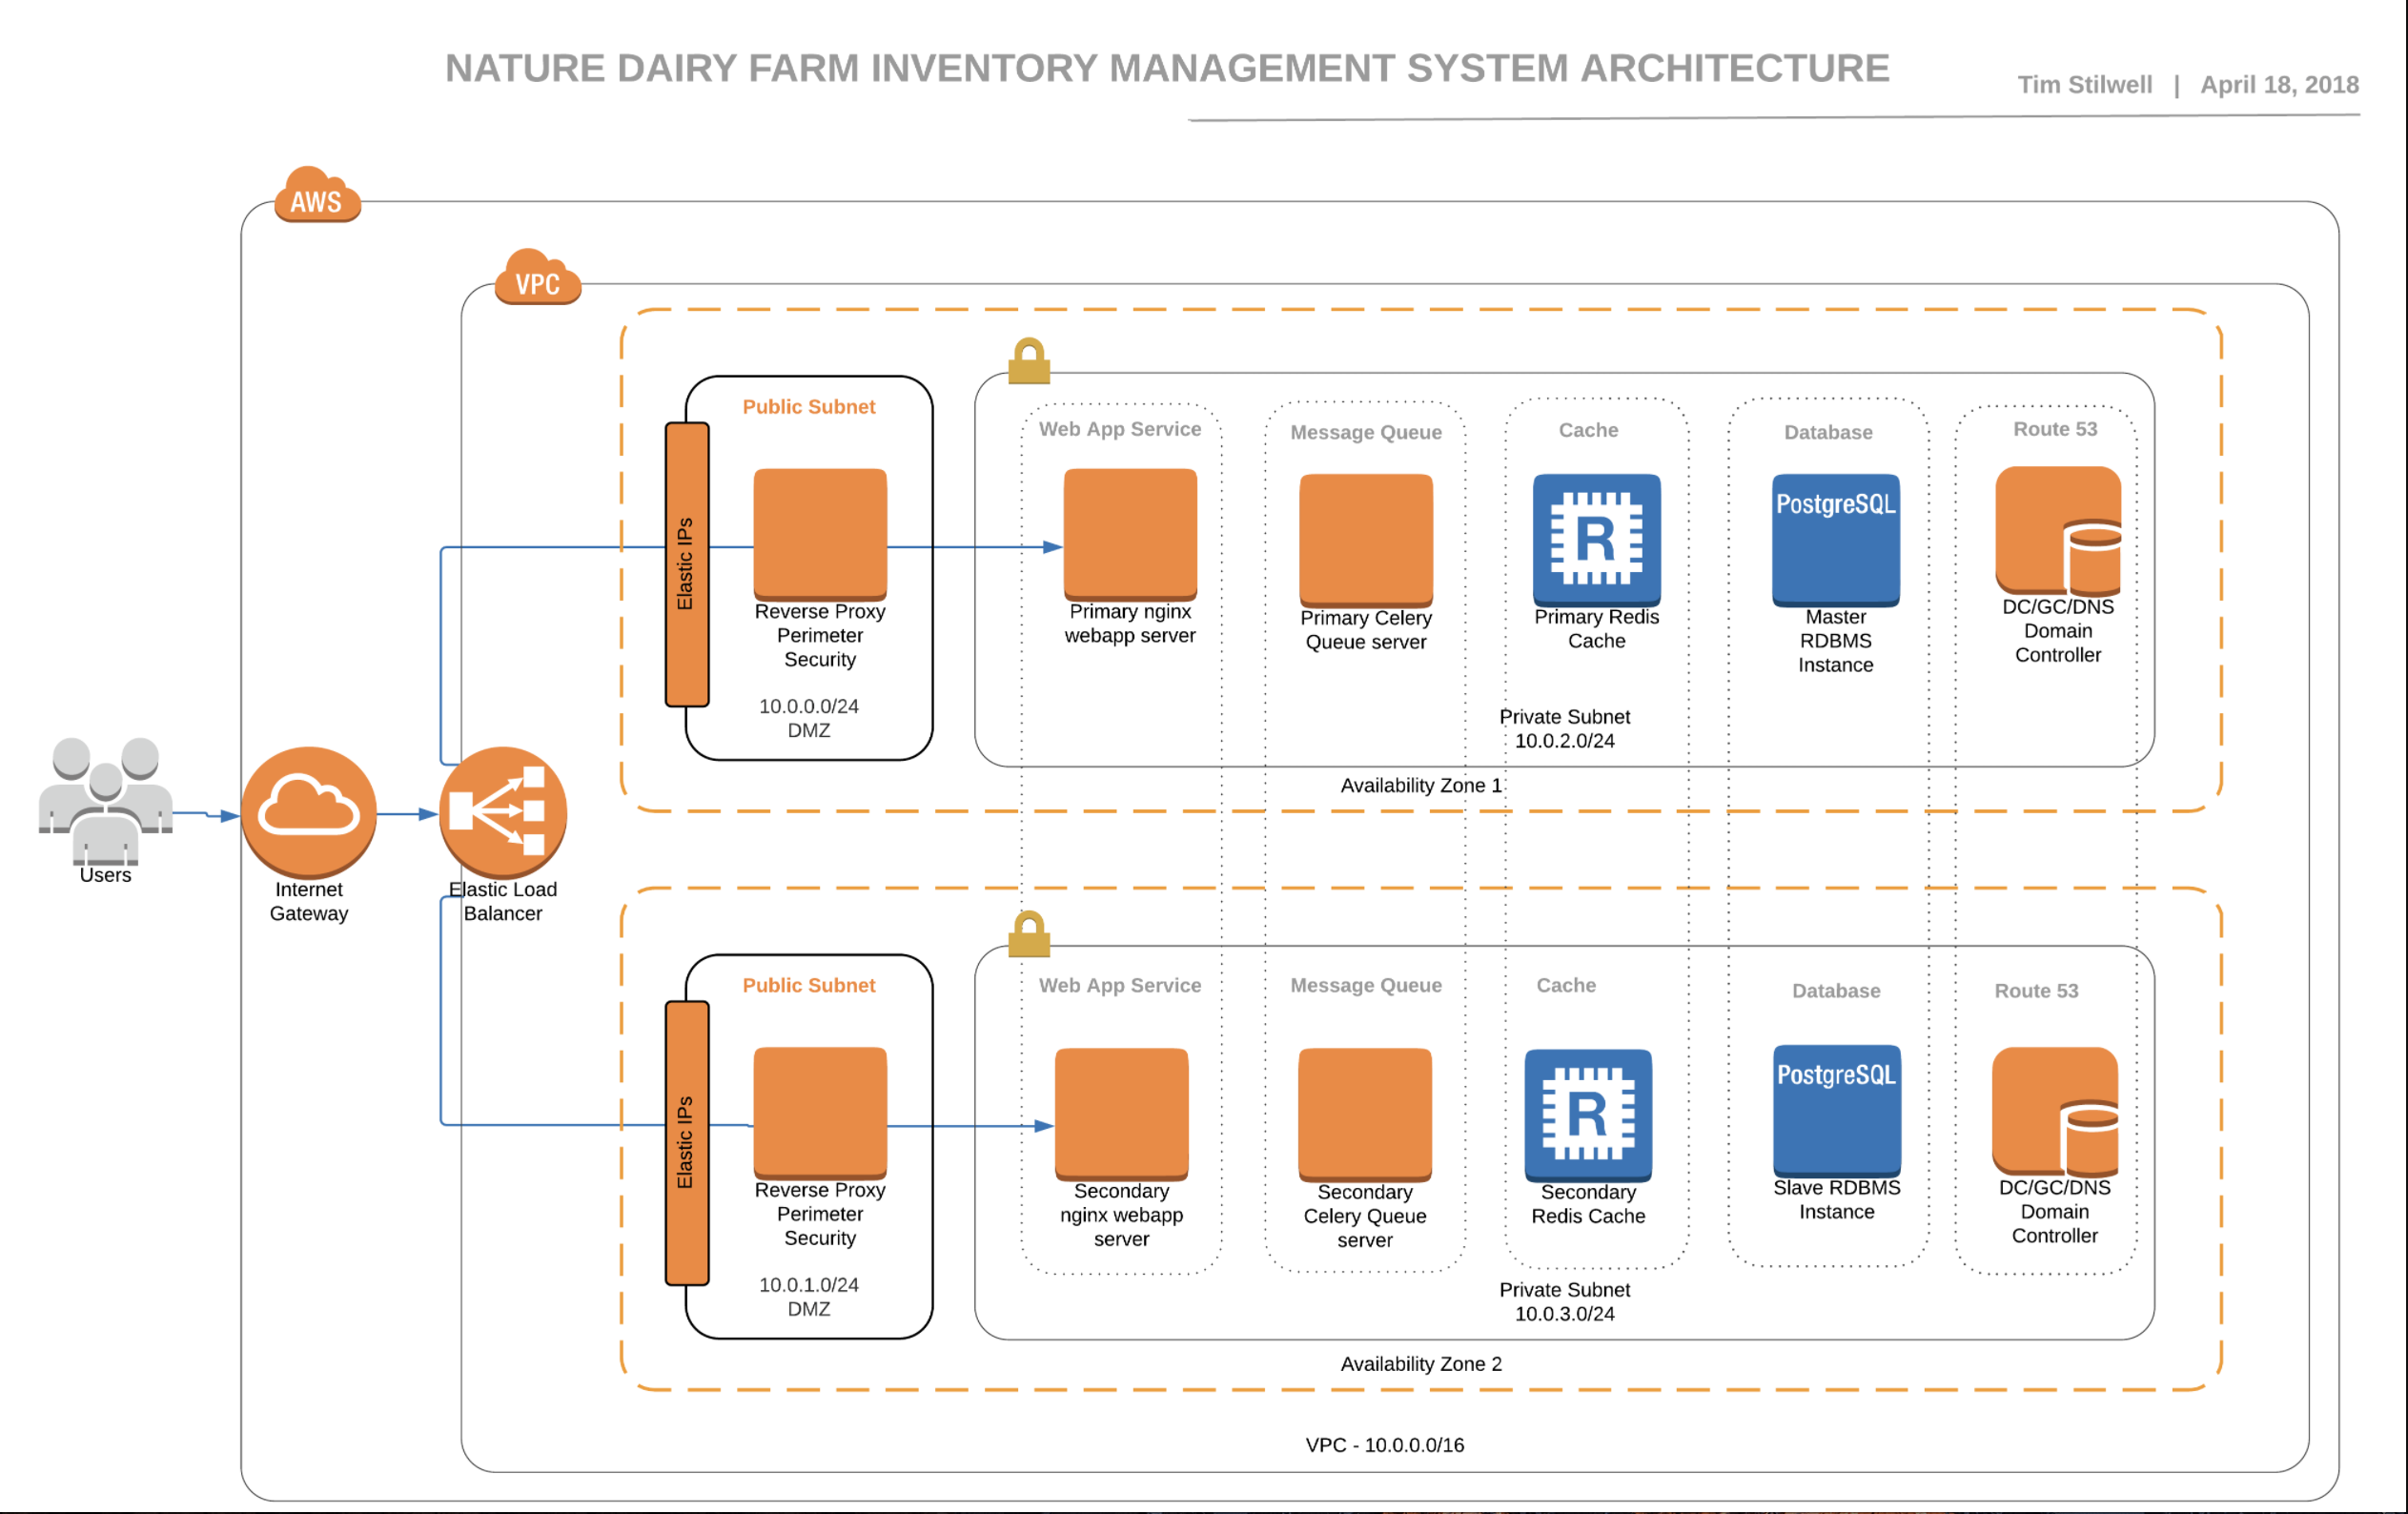 NATURE DAIRY FARM INVENTORY MANAGEMENT SYSTEM ARCHITECTURE
Tim Stilwell | April 18, 2018
AWS
VPC
Public Subnet
Elastic IPs
Reverse Proxy
Perimeter
Security
10.0.0.0/24
DMZ
Web App Service
Primary nginx
webapp server
Message Queue
Primary Celery
Queue server
Cache
R
Primary Redis
Cache
Database
PostgreSQL
Master
RDBMS
Instance
Route 53
DC/GC/DNS
Domain
Controller
Private Subnet
10.0.2.0/24
Availability Zone 1
Users
Internet
Gateway
Elastic Load
Balancer
Public Subnet
Elastic IPs
Reverse Proxy
Perimeter
Security
10.0.1.0/24
DMZ
Web App Service
Secondary
nginx webapp
server
Message Queue
Secondary
Celery Queue
server
Cache
R
Secondary
Redis Cache
Database
PostgreSQL
Slave RDBMS
Instance
Route 53
DC/GC/DNS
Domain
Controller
Private Subnet
10.0.3.0/24
Availability Zone 2
VPC - 10.0.0.0/16